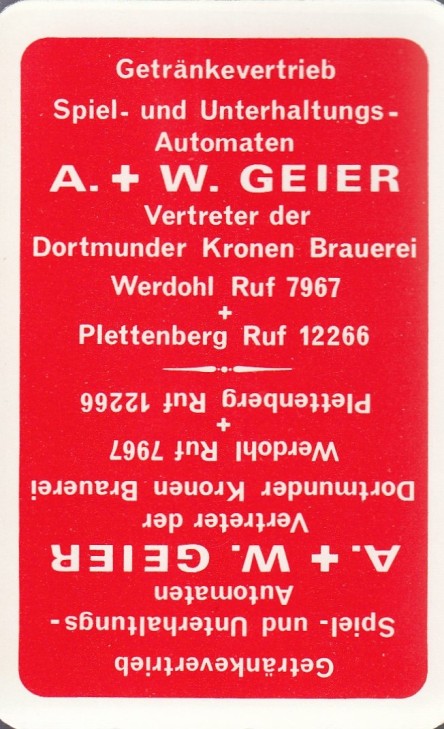 Getränkevertrieb
Spiel- und Unterhaltungs-
Automaten
A. + W. GEIER
Vertreter der
Dortmunder Kronen Brauerei
Werdohl Ruf 7967
+
Plettenberg Ruf 12266
Getränkevertrieb
Spiel- und Unterhaltungs-
Automaten
A. + W. GEIER
Vertreter der
Dortmunder Kronen Brauerei
Werdohl Ruf 7967
+
Plettenberg Ruf 12266